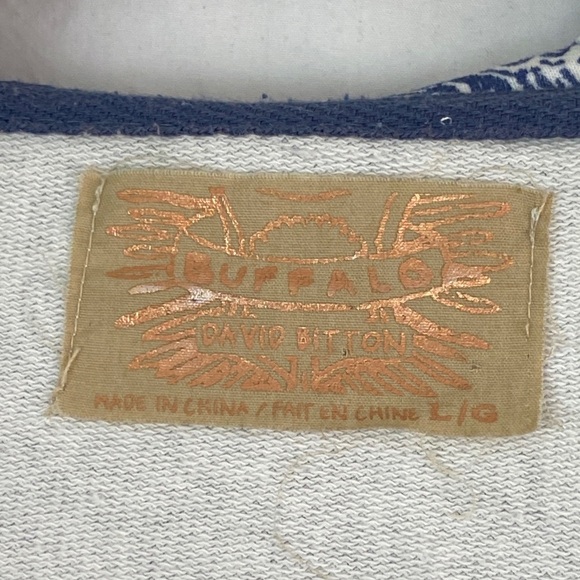 BUFFALO
DAVID BITTON
MADE IN CHINA / FAIT EN CHINE L/G